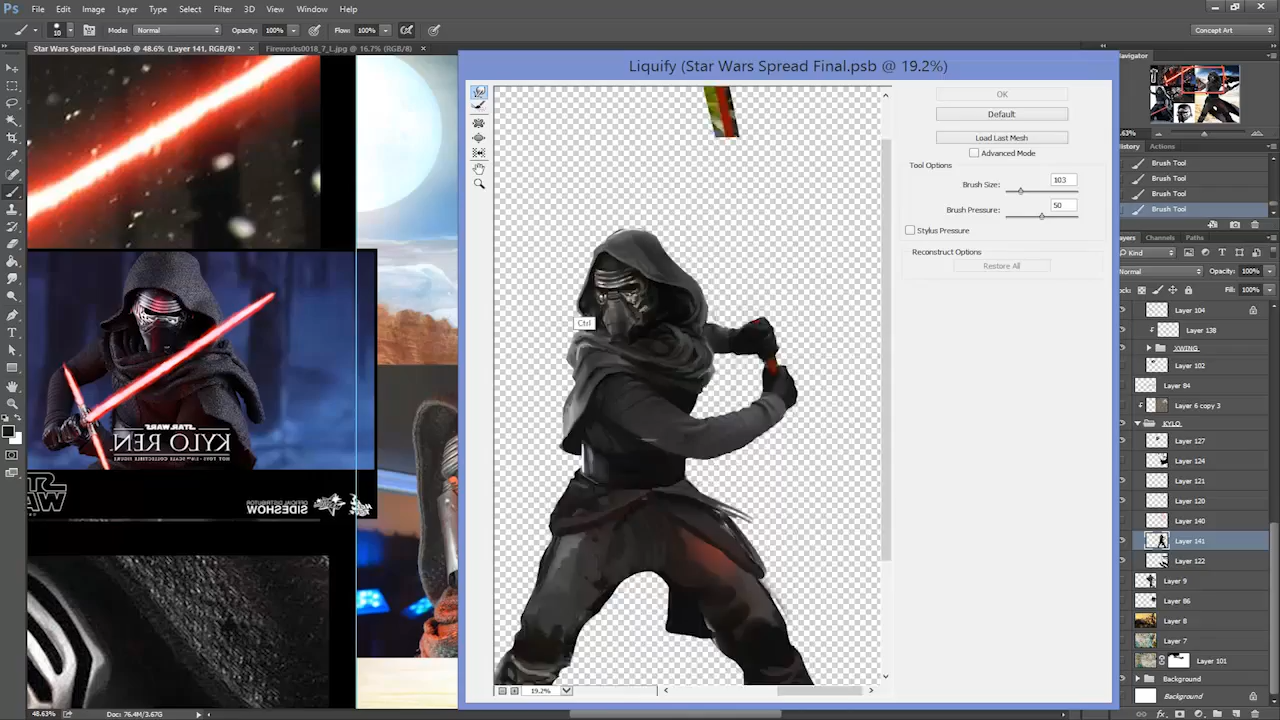 Ps File Edit Image Layer Type Select Filter 3D View Window Help
10 Mode: Normal Opacity: 100% Flow: 100% Concept Art
Star Wars Spread Final.psb @ 48.6% (Layer 141, RGB/8) * × Fireworks0018_7_L.jpg @ 16.7% (RGB/8) ×
Liquify (Star Wars Spread Final.psb @ 19.2%)
OK
Default
Load Last Mesh
Advanced Mode
Tool Options
Brush Size: 103
Brush Pressure: 50
Stylus Pressure
Reconstruct Options
Restore All
Ctrl
19.2%
STAR WARS
KYLO REN
SIDESHOW
OFFICIAL DISTRIBUTOR
Navigator
History Actions
Brush Tool
Brush Tool
Brush Tool
Brush Tool
Layers Channels Paths
Kind
Normal Opacity: 100%
Fill: 100%
Layer 104
Layer 138
XWING
Layer 102
Layer 84
Layer 6 copy 3
KYLO
Layer 127
Layer 124
Layer 121
Layer 120
Layer 140
Layer 141
Layer 122
Layer 9
Layer 86
Layer 8
Layer 7
Layer 101
Background
Background
48.63% Doc: 76.4M/3.67G